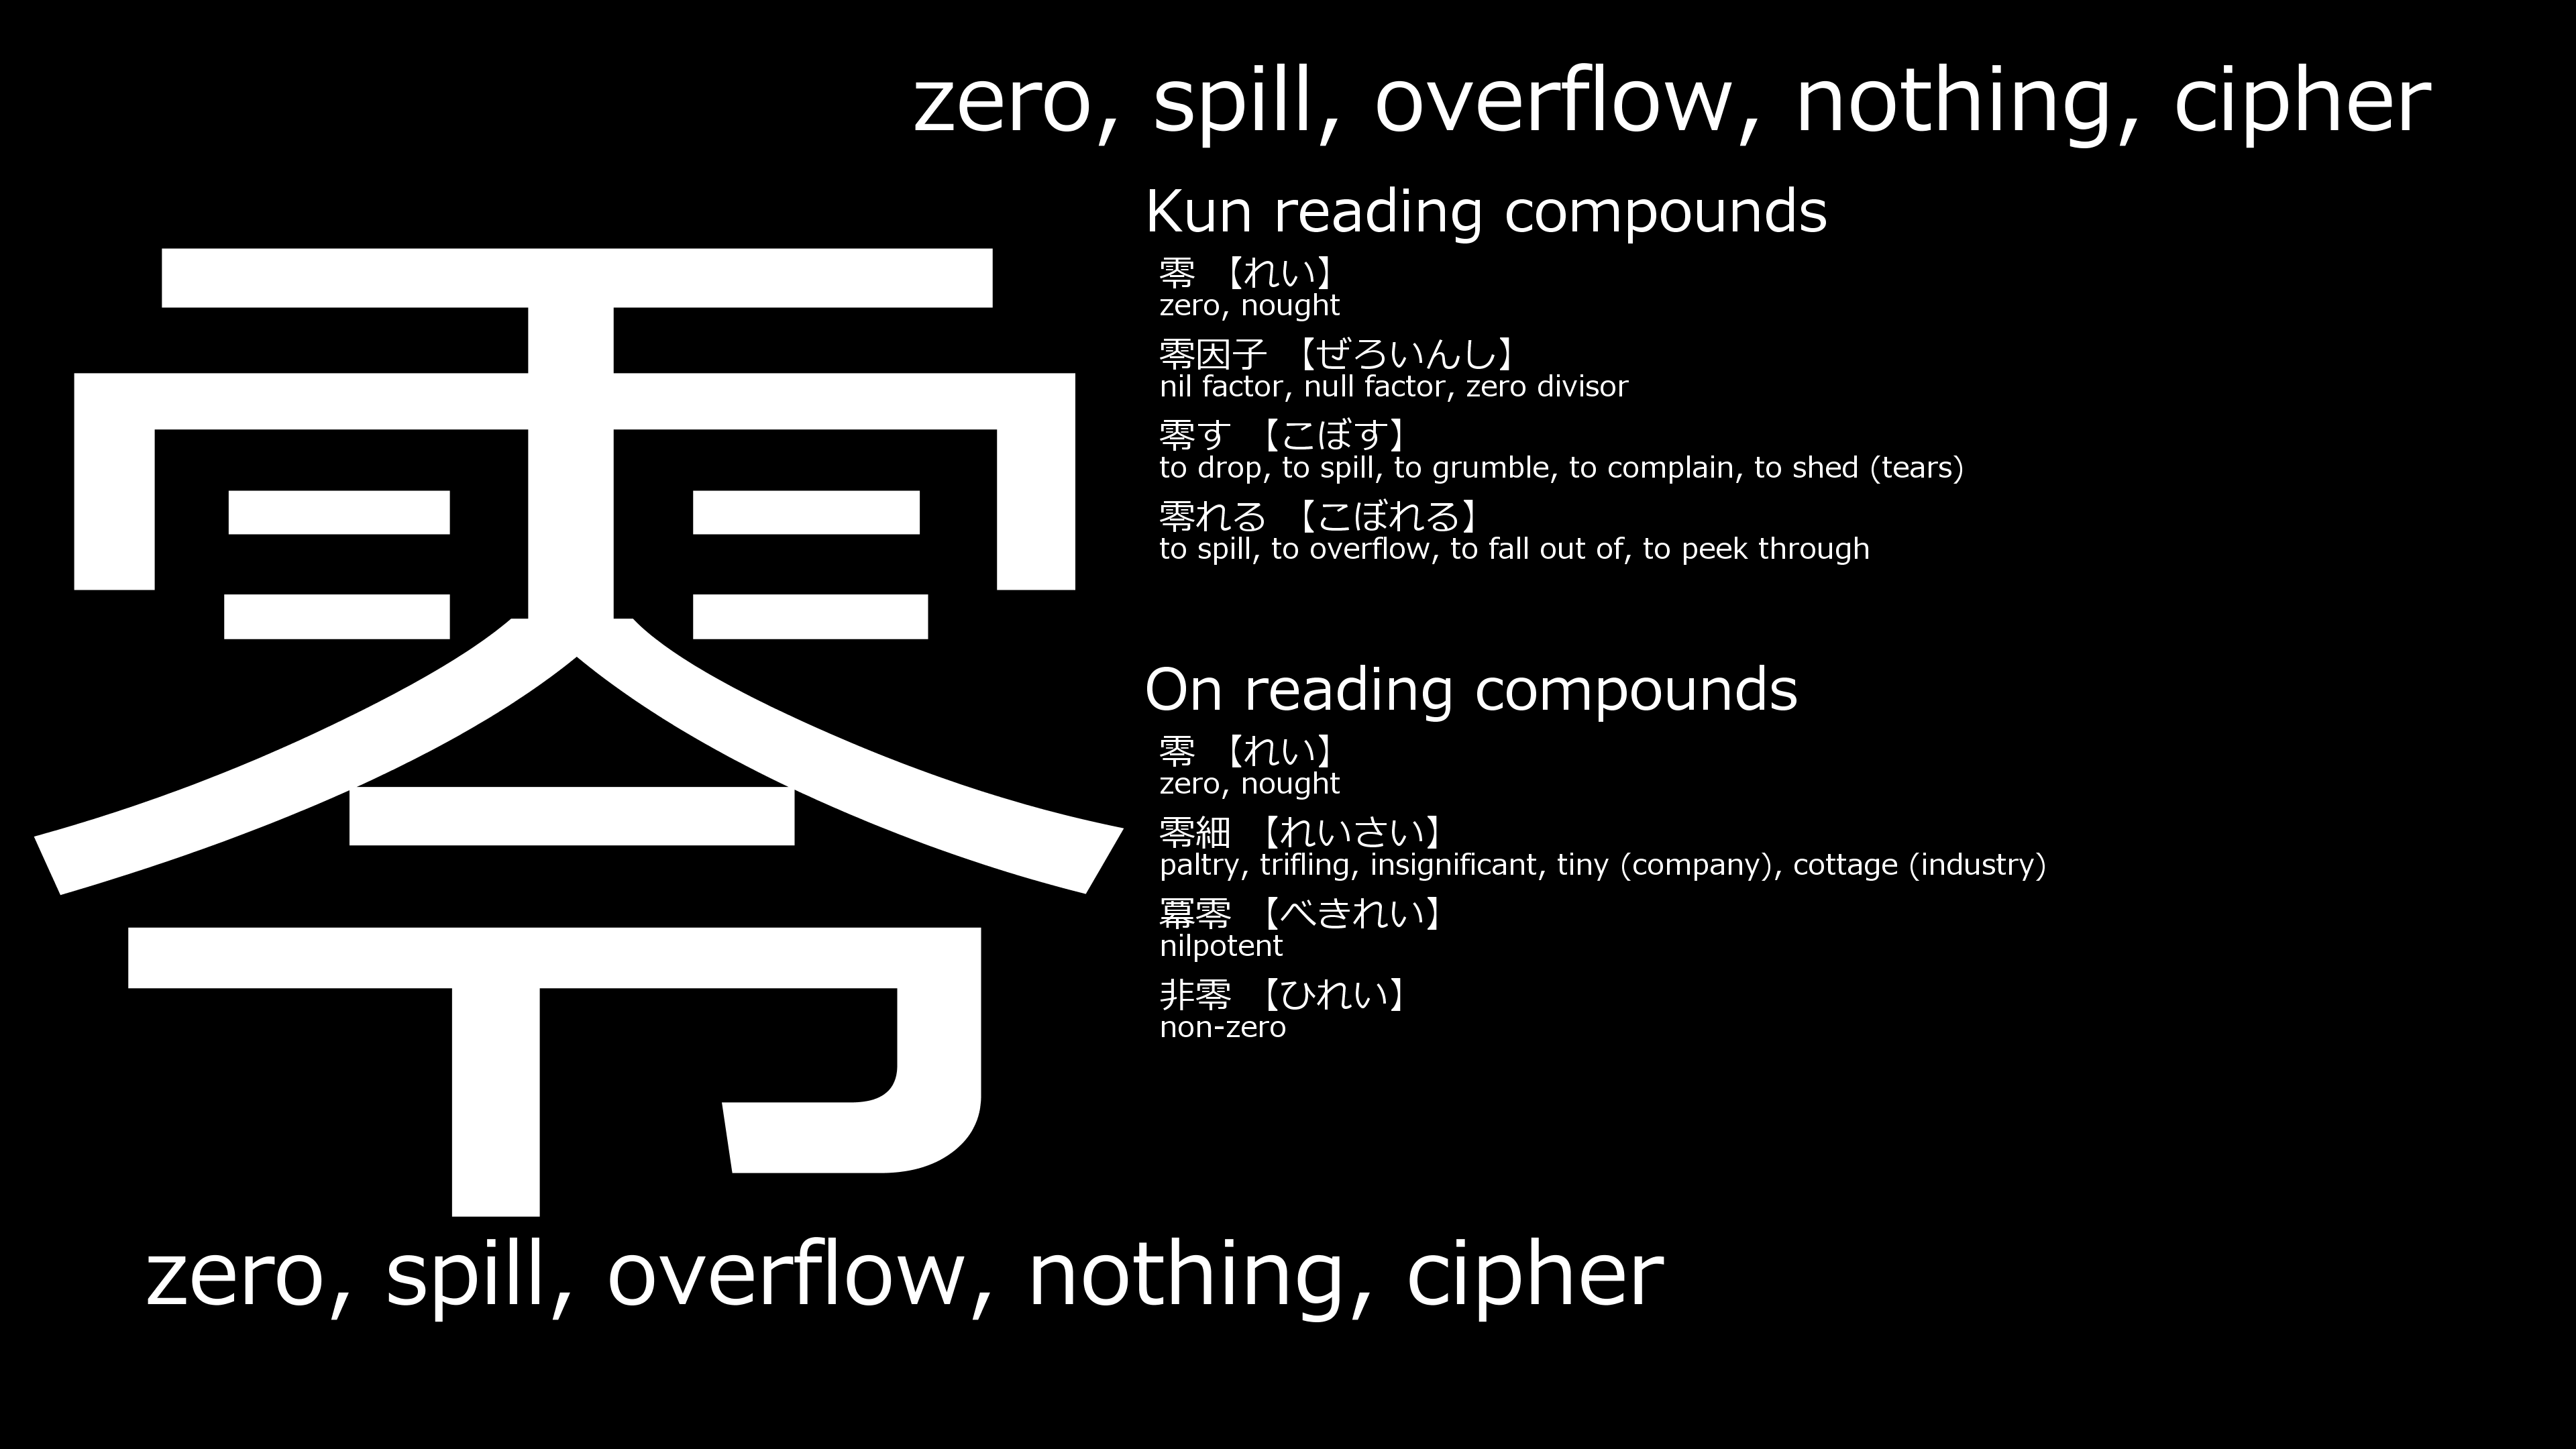 zero, spill, overflow, nothing, cipher
零
Kun reading compounds
零 【れい】
zero, nought
零因子 【ぜろいんし】
nil factor, null factor, zero divisor
零す 【こぼす】
to drop, to spill, to grumble, to complain, to shed (tears)
零れる 【こぼれる】
to spill, to overflow, to fall out of, to peek through
On reading compounds
零 【れい】
zero, nought
零細 【れいさい】
paltry, trifling, insignificant, tiny (company), cottage (industry)
冪零 【べきれい】
nilpotent
非零 【ひれい】
non-zero
zero, spill, overflow, nothing, cipher